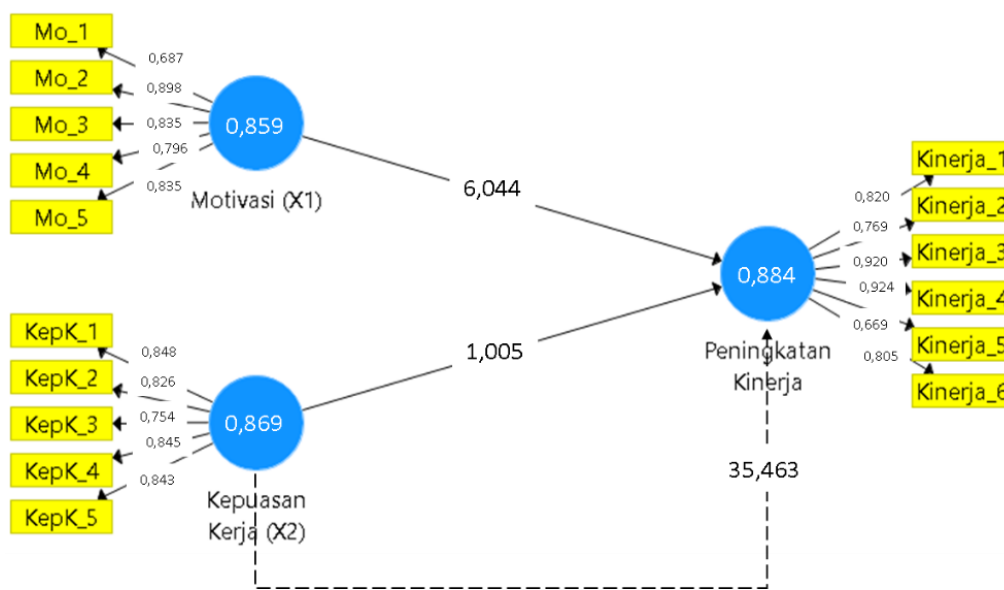 Mo_1
Mo_2
Mo_3
Mo_4
Mo_5
0,687
0,898
0,835
0,796
0,835
0,859
Motivasi (X1)
6,044
KepK_1
KepK_2
KepK_3
KepK_4
KepK_5
0,848
0,826
0,754
0,845
0,843
0,869
Kepuasan
Kerja (X2)
1,005
35,463
0,884
Peningkatan
Kinerja
0,820
0,769
0,920
0,924
0,669
0,805
Kinerja_1
Kinerja_2
Kinerja_3
Kinerja_4
Kinerja_5
Kinerja_6